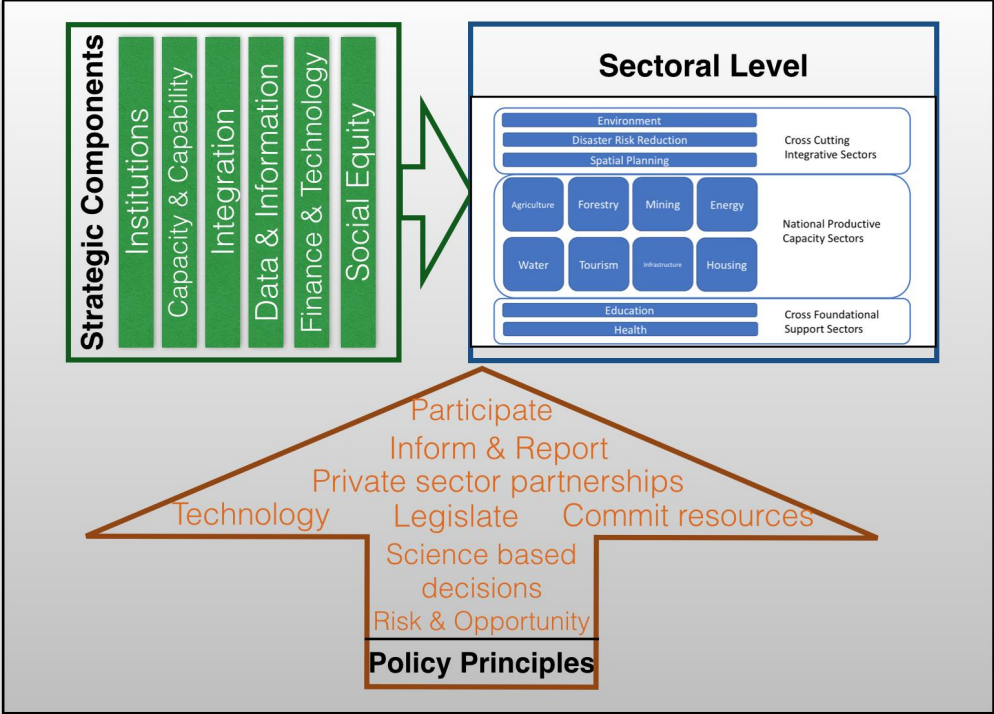 Strategic Components
Institutions
Capacity & Capability
Integration
Data & Information
Finance & Technology
Social Equity
Sectoral Level
Environment
Disaster Risk Reduction
Spatial Planning
Cross Cutting
Integrative Sectors
Agriculture
Forestry
Mining
Energy
Water
Tourism
Infrastructure
Housing
National Productive
Capacity Sectors
Education
Health
Cross Foundational
Support Sectors
Participate
Inform & Report
Private sector partnerships
Technology
Legislate
Commit resources
Science based
decisions
Risk & Opportunity
Policy Principles